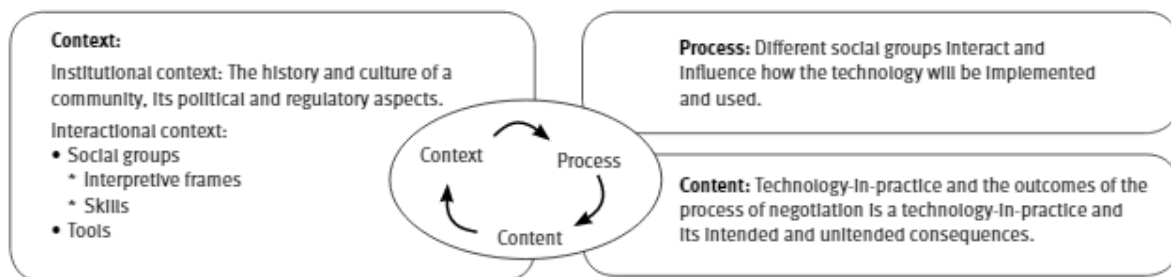 Context:
Institutional context: The history and culture of a
community, its political and regulatory aspects.
Interactional context:
• Social groups
* Interpretive frames
* Skills
• Tools
Process: Different social groups interact and
influence how the technology will be implemented
and used.
Context
Process
Content
Content: Technology-in-practice and the outcomes of the
process of negotiation is a technology-in-practice and
its intended and unitended consequences.